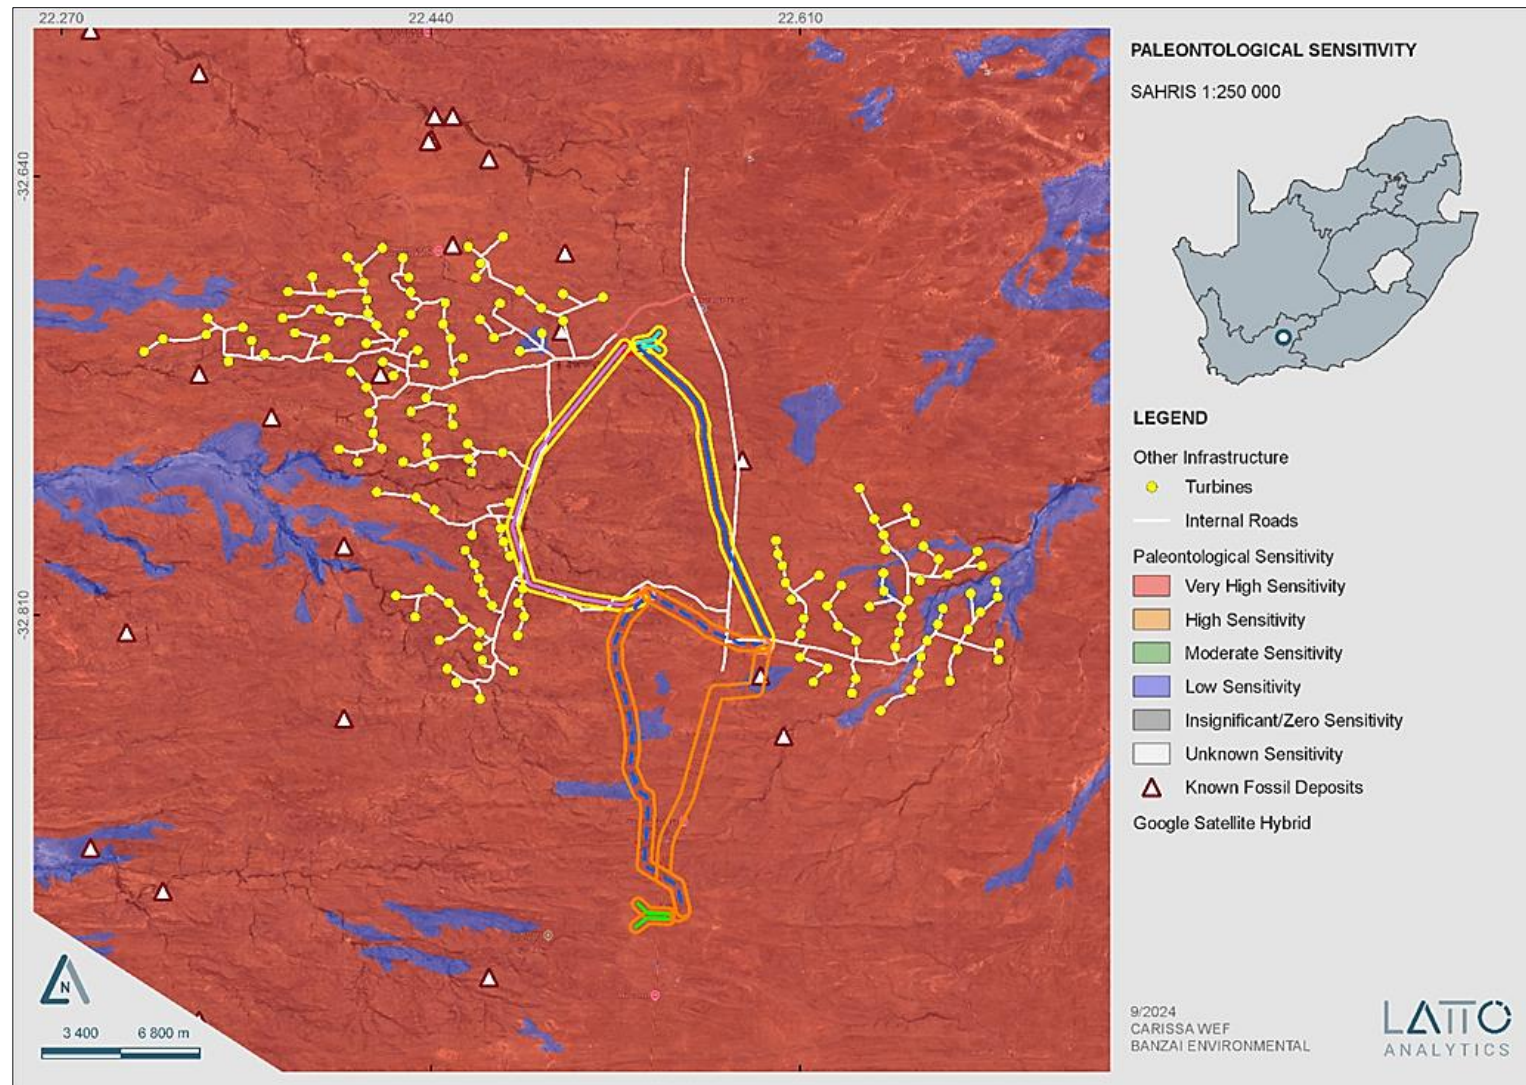 22.270
22.440
22.610
-32.640
-32.810
PALEONTOLOGICAL SENSITIVITY
SAHRIS 1:250 000
LEGEND
Other Infrastructure
Turbines
Internal Roads
Paleontological Sensitivity
Very High Sensitivity
High Sensitivity
Moderate Sensitivity
Low Sensitivity
Insignificant/Zero Sensitivity
Unknown Sensitivity
Known Fossil Deposits
Google Satellite Hybrid
N
3 400 6 800 m
9/2024
CARISSA WEF
BANZAI ENVIRONMENTAL
LATTO
ANALYTICS